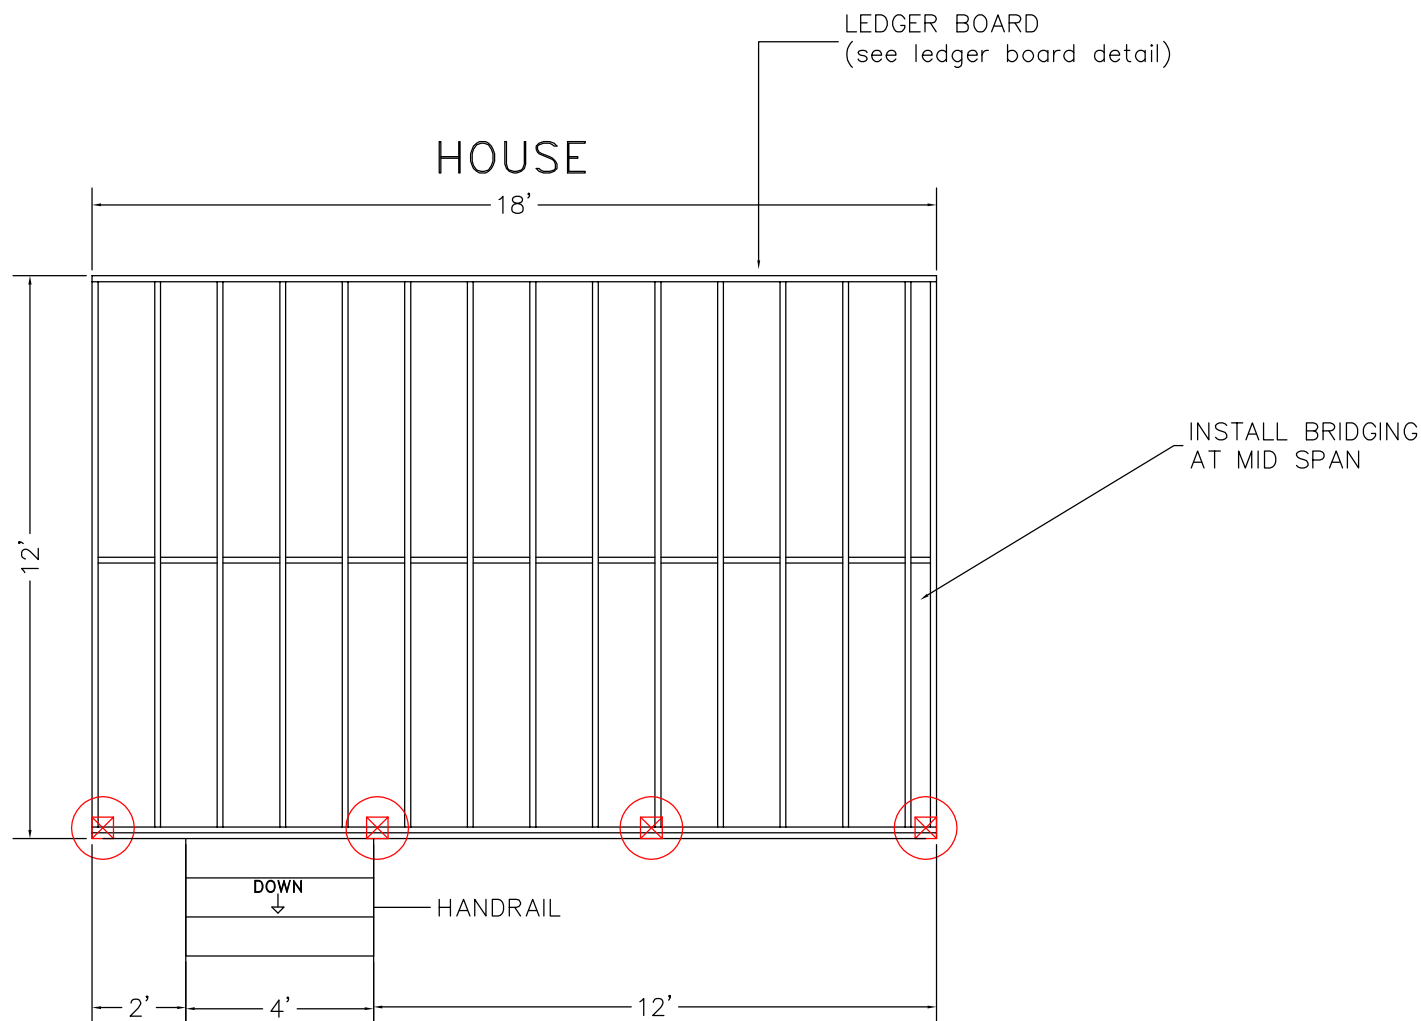 LEDGER BOARD
(see ledger board detail)
HOUSE
18'
INSTALL BRIDGING
AT MID SPAN
12'
DOWN
HANDRAIL
2'
4'
12'